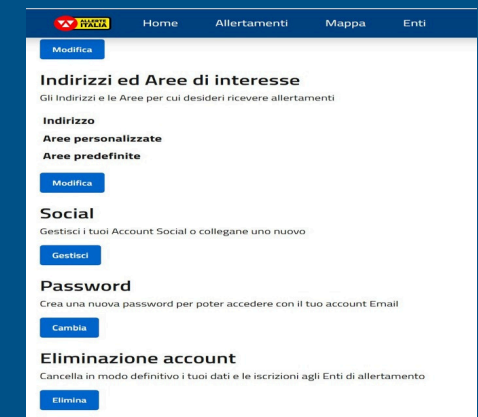 ALLERTE
ITALIA
Home Allertamenti Mappa Enti
Modifica
Indirizzi ed Aree di interesse
Gli Indirizzi e le Aree per cui desideri ricevere allertamenti
Indirizzo
Aree personalizzate
Aree predefinite
Modifica
Social
Gestisci i tuoi Account Social o collegane uno nuovo
Gestisci
Password
Crea una nuova password per poter accedere con il tuo account Email
Cambia
Eliminazione account
Cancella in modo definitivo i tuoi dati e le iscrizioni agli Enti di allertamento
Elimina